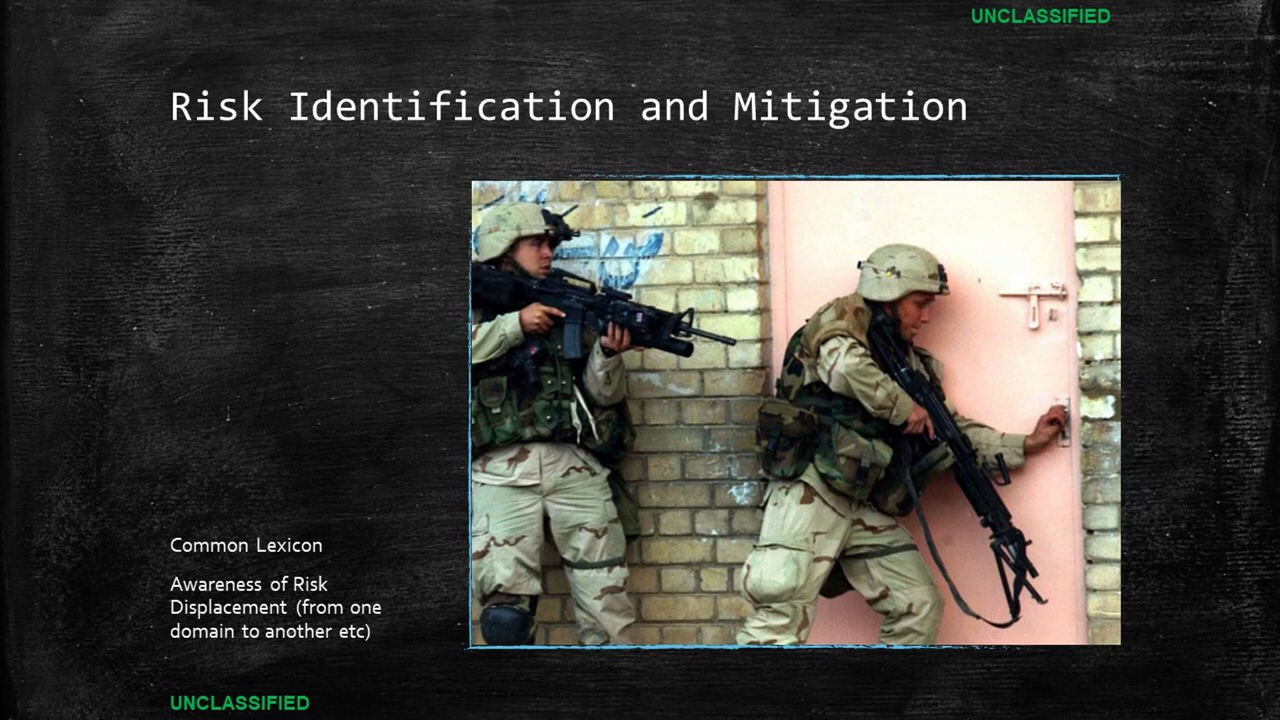 UNCLASSIFIED
Risk Identification and Mitigation
Common Lexicon
Awareness of Risk
Displacement (from one
domain to another etc)
UNCLASSIFIED